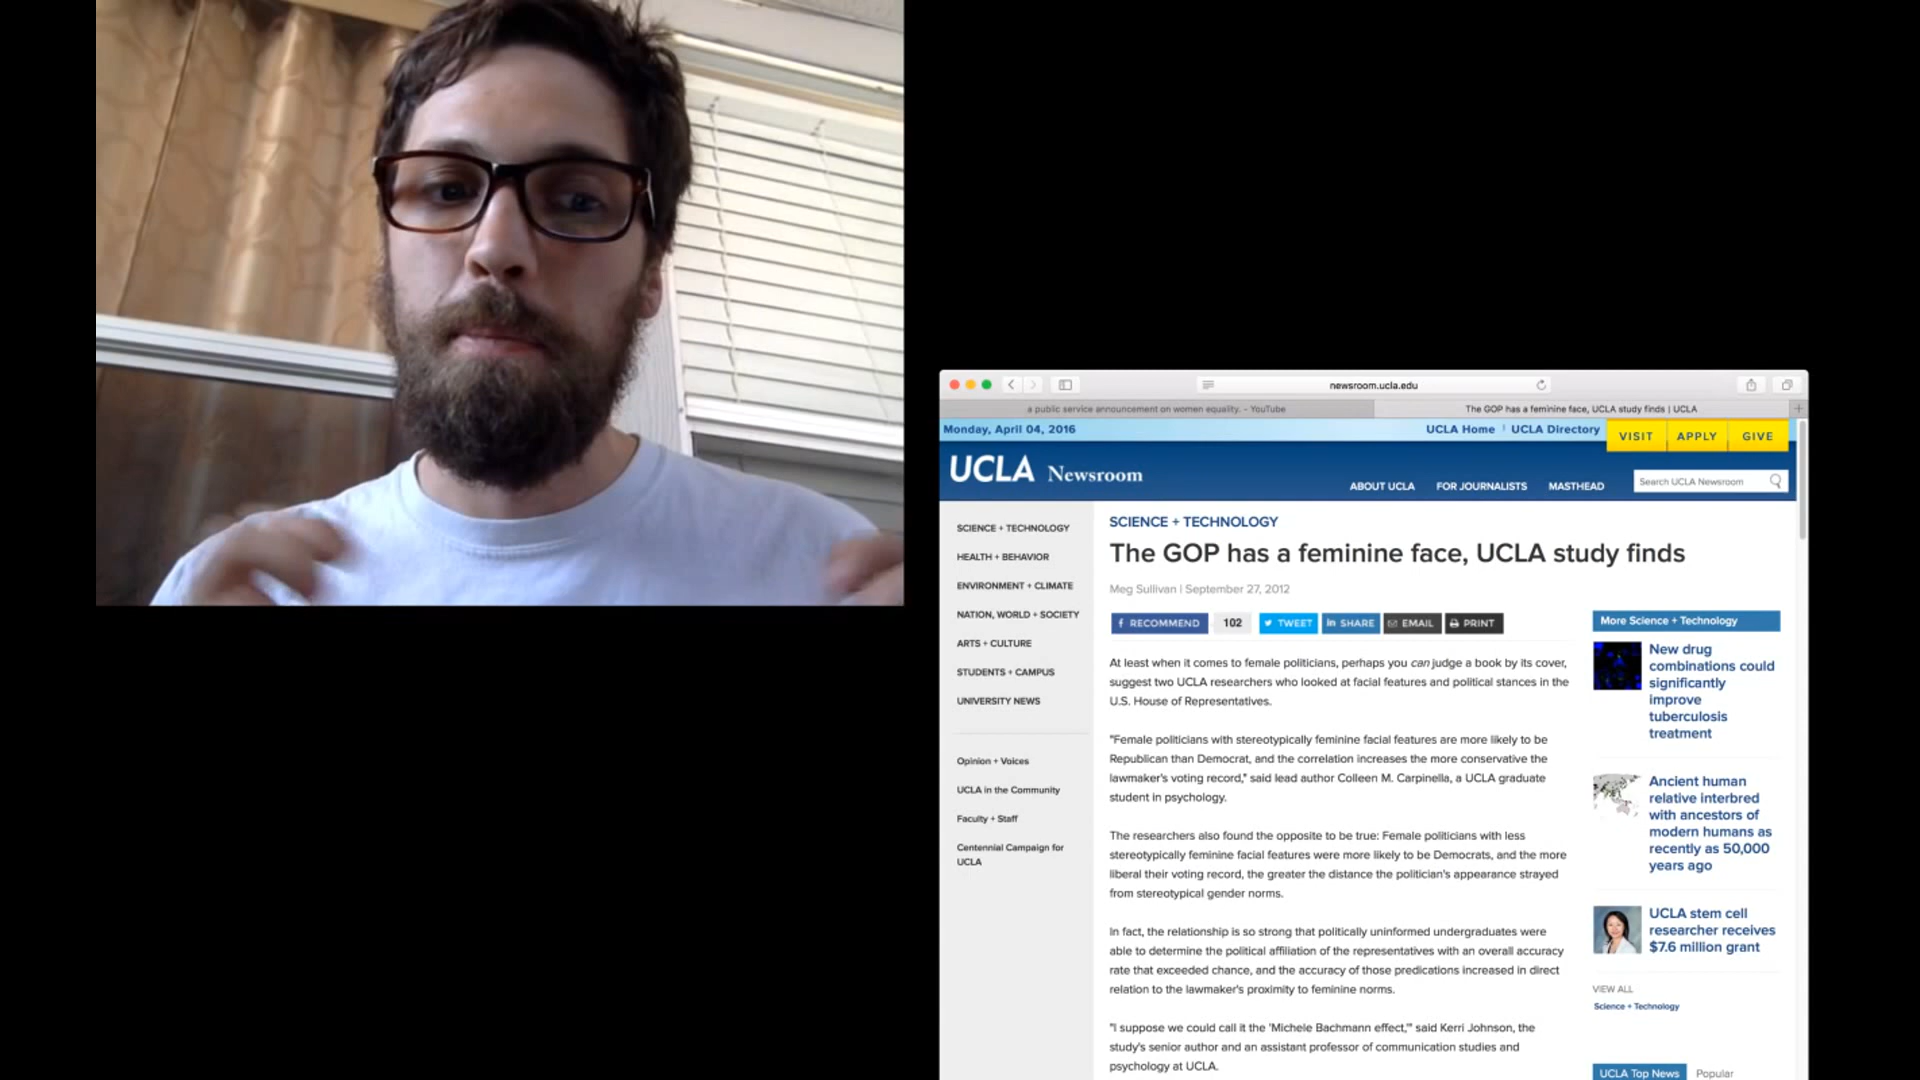 newsroom.ucla.edu
a public service announcement on women equality. - YouTube
The GOP has a feminine face, UCLA study finds | UCLA
Monday, April 04, 2016
UCLA Home
UCLA Directory
VISIT
APPLY
GIVE
UCLA Newsroom
ABOUT UCLA
FOR JOURNALISTS
MASTHEAD
Search UCLA Newsroom
SCIENCE + TECHNOLOGY
HEALTH + BEHAVIOR
ENVIRONMENT + CLIMATE
NATION, WORLD + SOCIETY
ARTS + CULTURE
STUDENTS + CAMPUS
UNIVERSITY NEWS
Opinion + Voices
UCLA in the Community
Faculty + Staff
Centennial Campaign for
UCLA
SCIENCE + TECHNOLOGY
The GOP has a feminine face, UCLA study finds
Meg Sullivan | September 27, 2012
RECOMMEND
102
TWEET
SHARE
EMAIL
PRINT
At least when it comes to female politicians, perhaps you can judge a book by its cover,
suggest two UCLA researchers who looked at facial features and political stances in the
U.S. House of Representatives.
"Female politicians with stereotypically feminine facial features are more likely to be
Republican than Democrat, and the correlation increases the more conservative the
lawmaker's voting record," said lead author Colleen M. Carpinella, a UCLA graduate
student in psychology.
The researchers also found the opposite to be true: Female politicians with less
stereotypically feminine facial features were more likely to be Democrats, and the more
liberal their voting record, the greater the distance the politician's appearance strayed
from stereotypical gender norms.
In fact, the relationship is so strong that politically uninformed undergraduates were
able to determine the political affiliation of the representatives with an overall accuracy
rate that exceeded chance, and the accuracy of those predications increased in direct
relation to the lawmaker's proximity to feminine norms.
"I suppose we could call it the 'Michele Bachmann effect,'" said Kerri Johnson, the
study's senior author and an assistant professor of communication studies and
psychology at UCLA.
More Science + Technology
New drug
combinations could
significantly
improve
tuberculosis
treatment
Ancient human
relative interbred
with ancestors of
modern humans as
recently as 50,000
years ago
UCLA stem cell
researcher receives
$7.6 million grant
VIEW ALL
Science + Technology
UCLA Top News
Popular